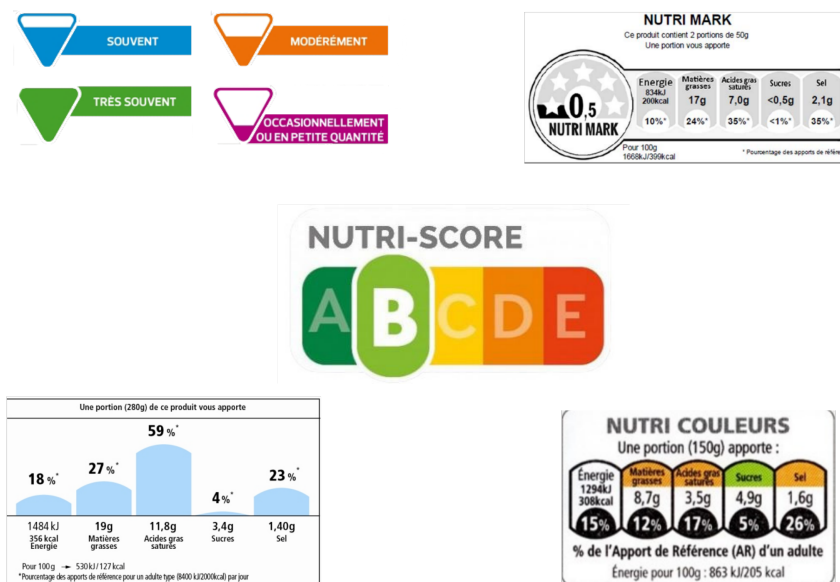 SOUVENT
MODÉRÉMENT
TRÈS SOUVENT
OCCASIONNELLEMENT
OU EN PETITE QUANTITÉ
NUTRI MARK
Ce produit contient 2 portions de 50g
Une portion vous apporte
Energie Matières grasses Acides gras saturés Sucres Sel
834kJ
200kcal 17g 7,0g <0,5g 2,1g
10%* 24%* 35%* <1%* 35%*
0,5
NUTRI MARK
Pour 100g
1668kJ/399kcal
* Pourcentage des apports de
NUTRI-SCORE
A B C D E
Une portion (280g) de ce produit vous apporte
18 %* 27 %* 59 %* 4 %* 23 %*
1484 kJ 19g 11,8g 3,4g 1,40g
356 kcal Matières Acides gras Sucres Sel
Energie grasses saturés
Pour 100 g → 530 kJ/127 kcal
*Pourcentage des apports de référence pour un adulte type (8400 kJ/2000kcal) par jour
NUTRI COULEURS
Une portion (150g) apporte :
Énergie Matières grasses Acides gras saturés Sucres Sel
1294kJ
308kcal 8,7g 3,5g 4,9g 1,6g
15% 12% 17% 5% 26%
% de l'Apport de Référence (AR) d'un adulte
Énergie pour 100g : 863 kJ/205 kcal